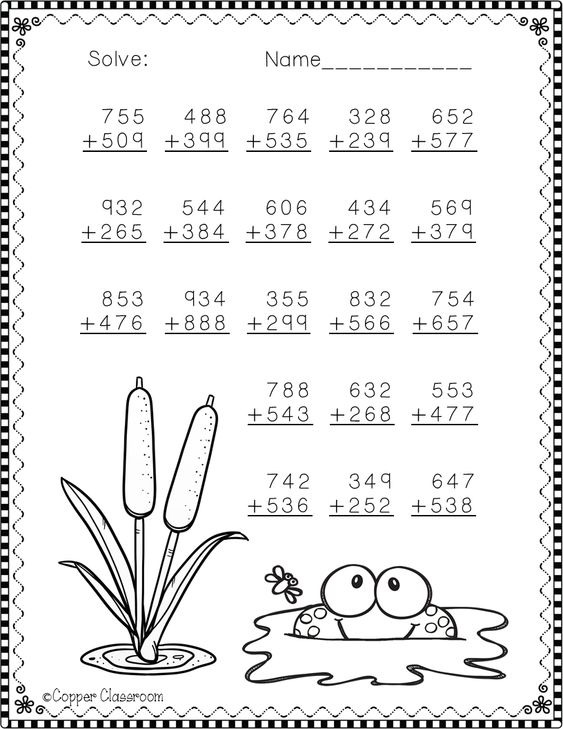 Solve: Name___________
755 488 764 328 652
+509 +399 +535 +239 +577
932 544 606 434 569
+265 +384 +378 +272 +379
853 934 355 832 754
+476 +888 +299 +566 +657
788 632 553
+543 +268 +477
742 349 647
+536 +252 +538
©Copper Classroom